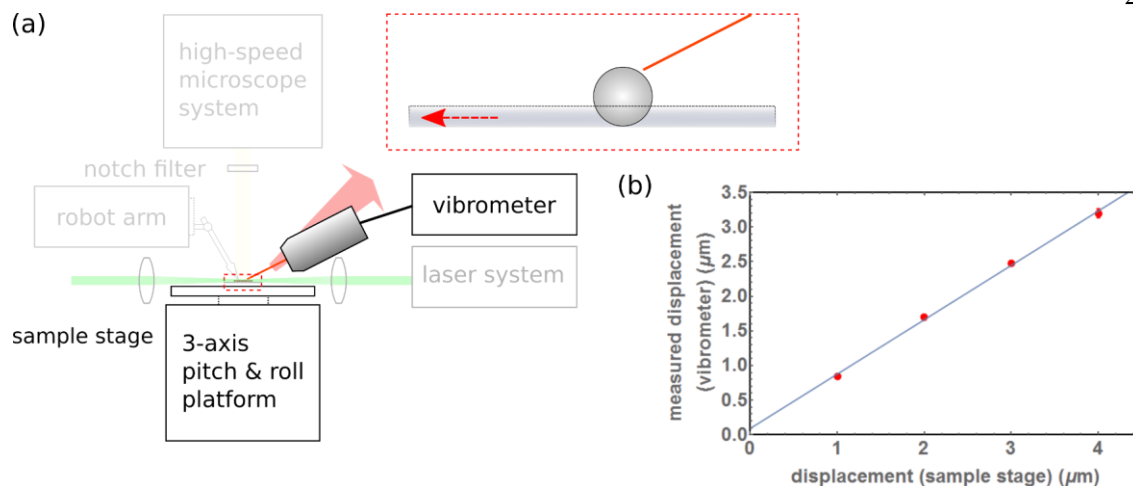 (a)
high-speed
microscope
system
notch filter
robot arm
vibrometer
laser system
sample stage
3-axis
pitch & roll
platform
(b)
measured displacement
(vibrometer) (μm)
3.5
3.0
2.5
2.0
1.5
1.0
0.5
0.0
0
1
2
3
4
displacement (sample stage) (μm)